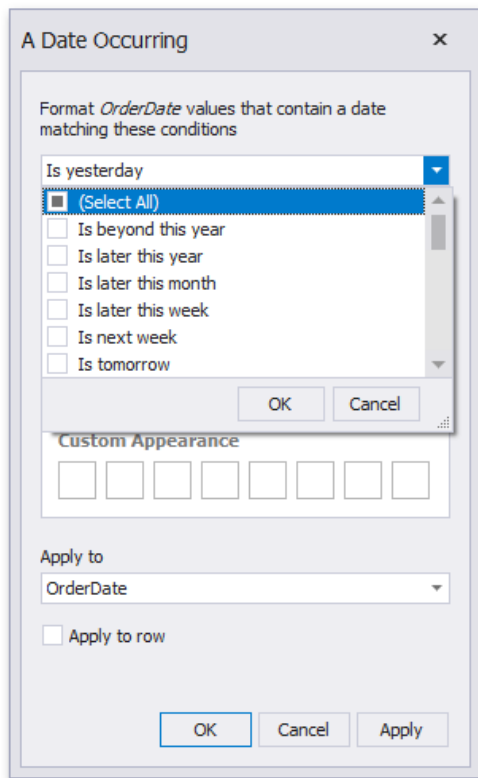 A Date Occurring
Format OrderDate values that contain a date
matching these conditions
Is yesterday
(Select All)
Is beyond this year
Is later this year
Is later this month
Is later this week
Is next week
Is tomorrow
OK Cancel
Custom Appearance
Apply to
OrderDate
Apply to row
OK Cancel Apply